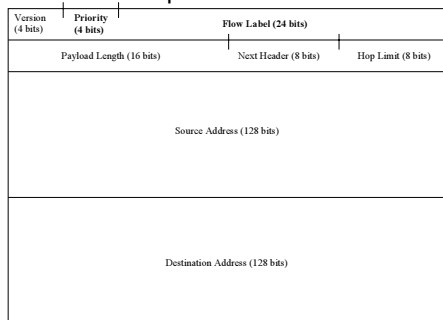 Version
(4 bits)
Priority
(4 bits)
Flow Label (24 bits)
Payload Length (16 bits)
Next Header (8 bits)
Hop Limit (8 bits)
Source Address (128 bits)
Destination Address (128 bits)